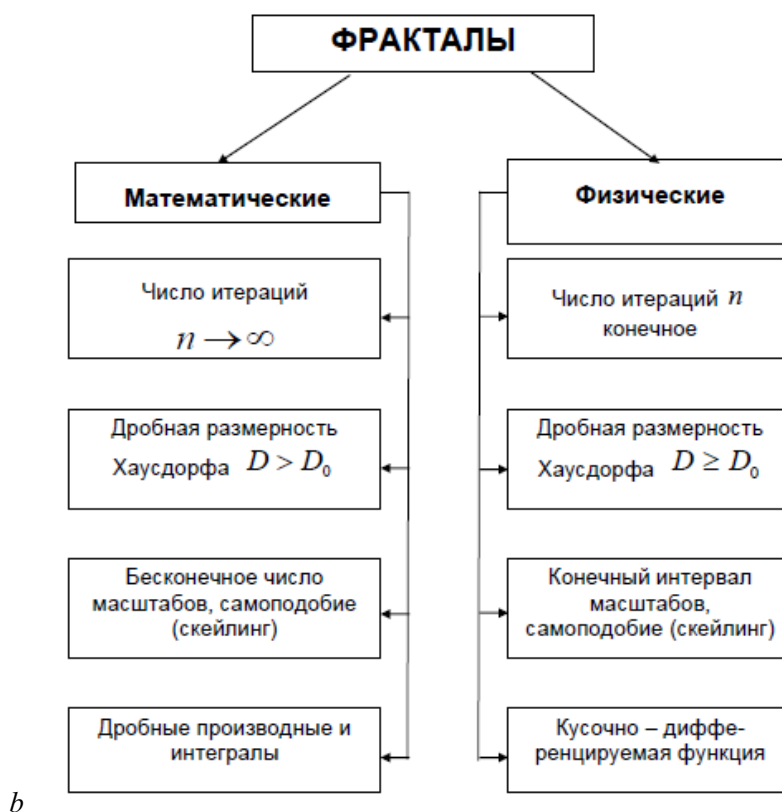 ФРАКТАЛЫ
Математические
Число итераций
n → ∞
Дробная размерность
Хаусдорфа D > D₀
Бесконечное число
масштабов, самоподобие
(скейлинг)
Дробные производные и
интегралы
Физические
Число итераций n
конечное
Дробная размерность
Хаусдорфа D ≥ D₀
Конечный интервал
масштабов,
самоподобие (скейлинг)
Кусочно – диффе-
ренцируемая функция
b